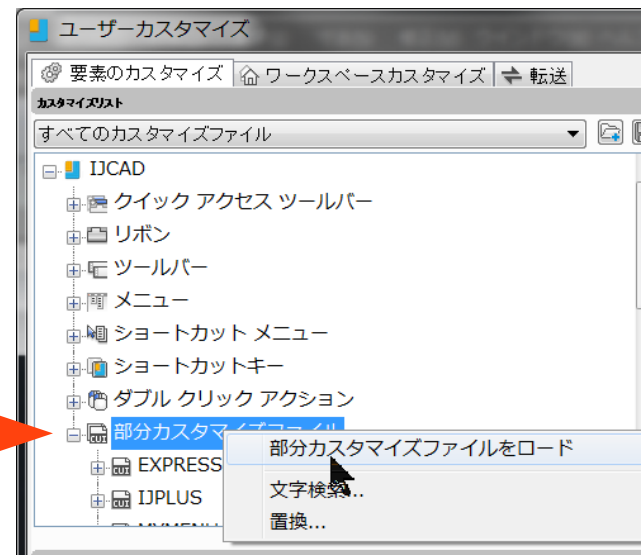 ユーザーカスタマイズ
要素のカスタマイズ ワークスペースカスタマイズ 転送
カスタマイズリスト
すべてのカスタマイズファイル
IJCAD
クイック アクセス ツールバー
リボン
ツールバー
メニュー
ショートカット メニュー
ショートカットキー
ダブル クリック アクション
部分カスタマイズファイル
部分カスタマイズファイルをロード
EXPRESS
文字検索...
IJPLUS
置換...